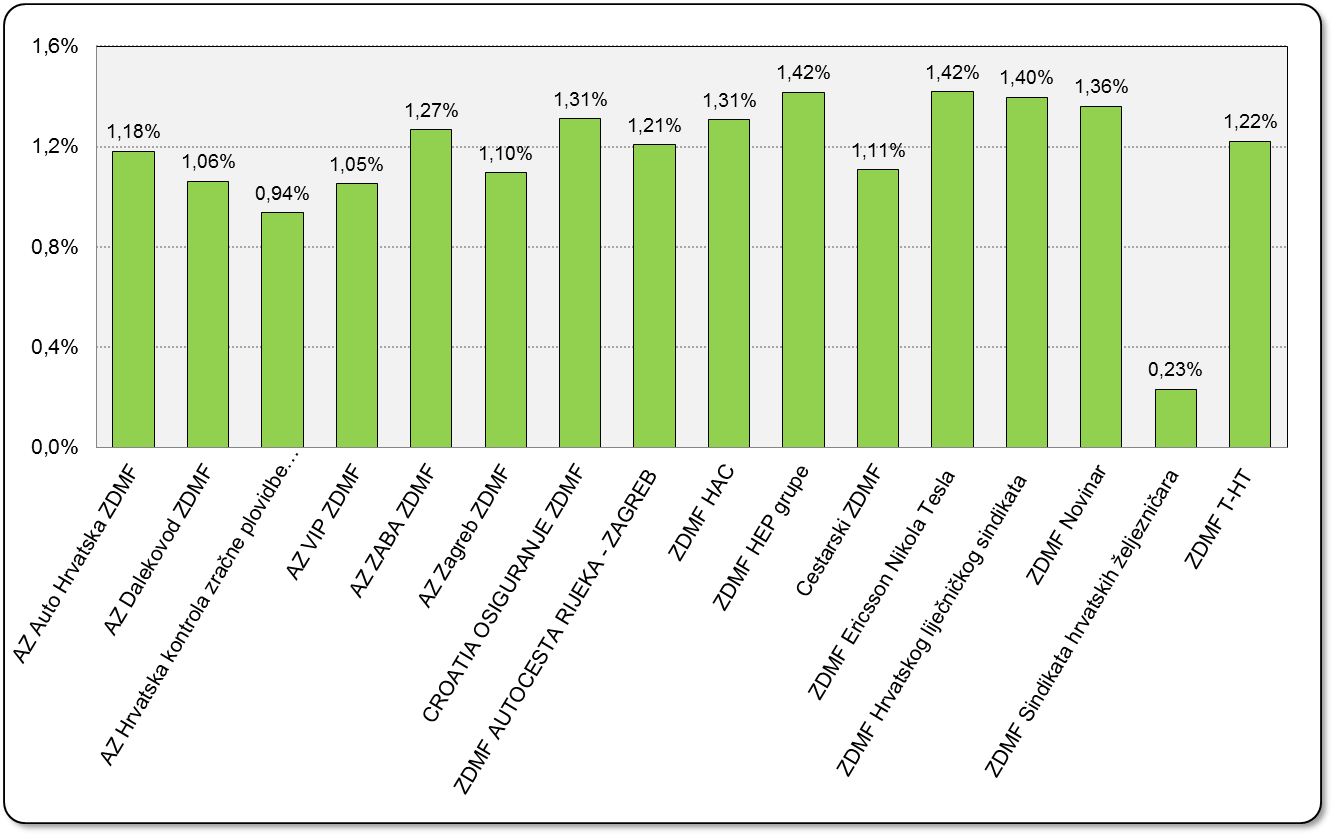 1,6%
1,2%
0,8%
0,4%
0,0%
1,18%
1,06%
0,94%
1,05%
1,27%
1,10%
1,31%
1,21%
1,31%
1,42%
1,11%
1,42%
1,40%
1,36%
0,23%
1,22%
AZ Auto Hrvatska ZDMF
AZ Dalekovod ZDMF
AZ Hrvatska kontrola zračne plovidbe…
AZ VIP ZDMF
AZ ZABA ZDMF
AZ Zagreb ZDMF
CROATIA OSIGURANJE ZDMF
ZDMF AUTOCESTA RIJEKA - ZAGREB
ZDMF HAC
ZDMF HEP grupe
Cestarski ZDMF
ZDMF Ericsson Nikola Tesla
ZDMF Hrvatskog liječničkog sindikata
ZDMF Novinar
ZDMF Sindikata hrvatskih željezničara
ZDMF T-HT